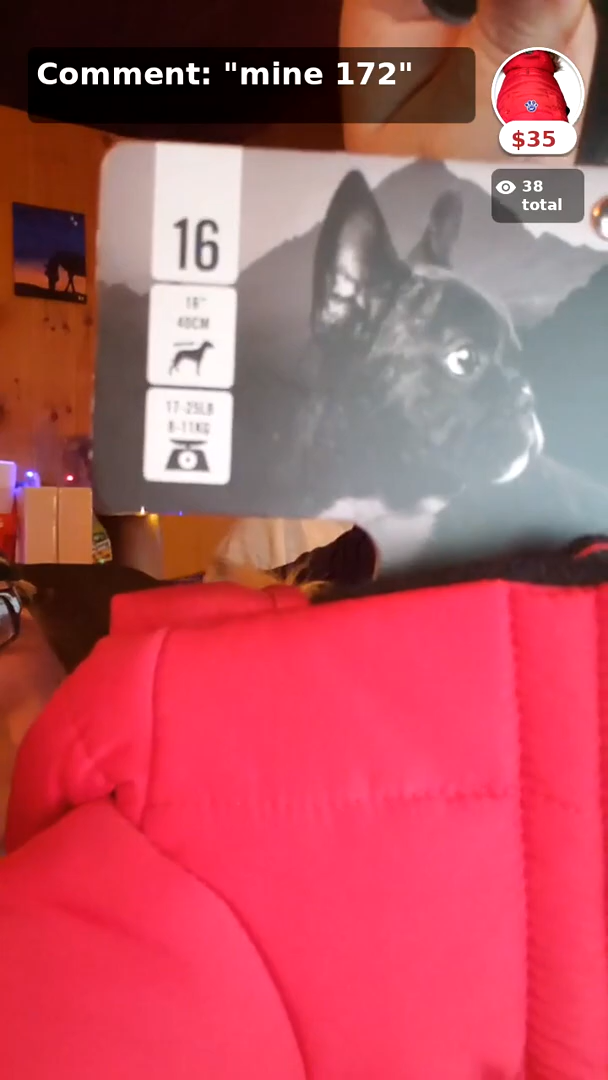 Comment: "mine 172"
$35
38
total
16
16"
40CM
17-25LB
8-11KG